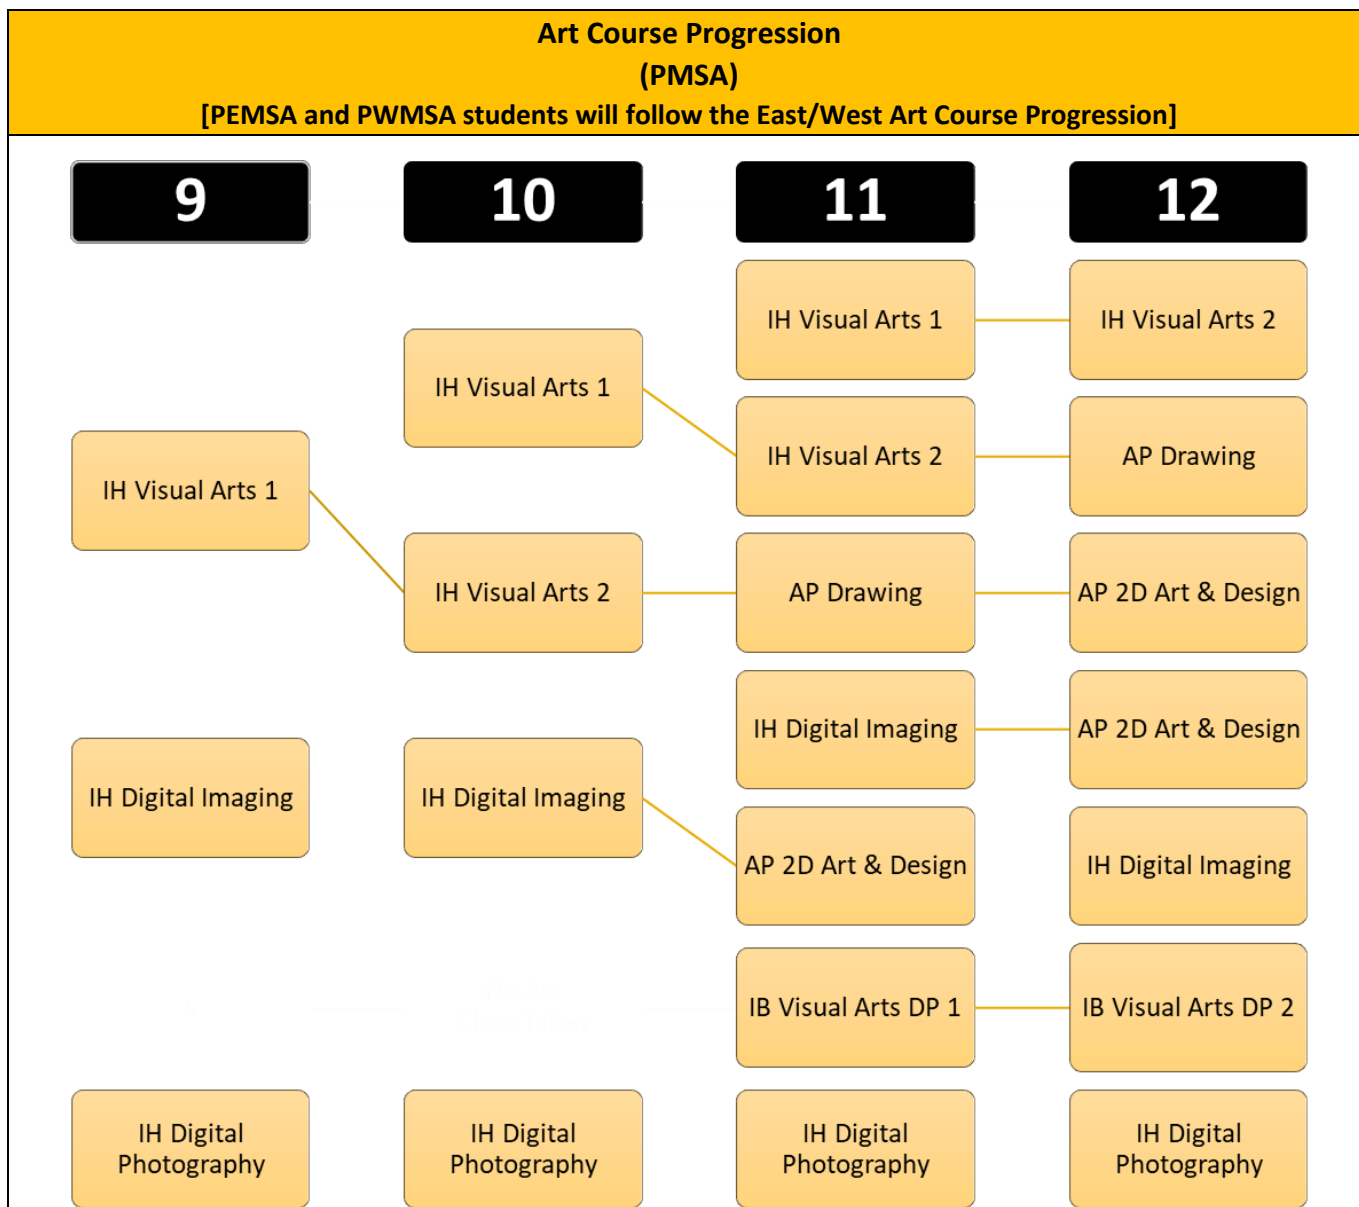 Art Course Progression
(PMSA)
[PEMSA and PWMSA students will follow the East/West Art Course Progression]
9
10
11
12
IH Visual Arts 1
IH Digital Imaging
IH Digital
Photography
IH Visual Arts 1
IH Visual Arts 2
IH Digital Imaging
IH Digital
Photography
IH Visual Arts 1
IH Visual Arts 2
AP Drawing
IH Digital Imaging
AP 2D Art & Design
IB Visual Arts DP 1
IH Digital
Photography
IH Visual Arts 2
AP Drawing
AP 2D Art & Design
AP 2D Art & Design
IH Digital Imaging
IB Visual Arts DP 2
IH Digital
Photography